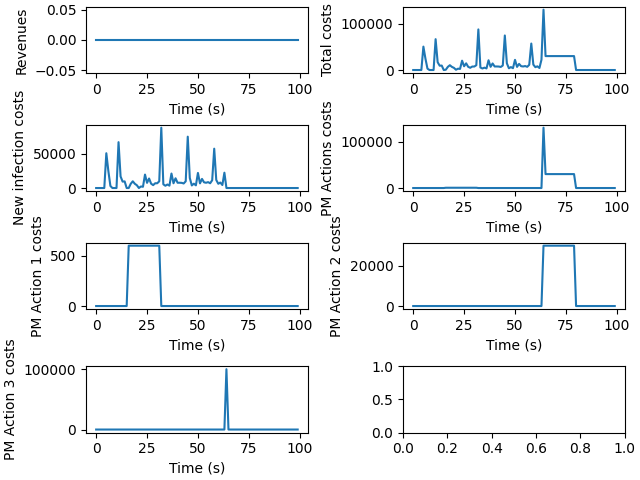 Revenues
0.05
0.00
−0.05
0 25 50 75 100
Time (s)
Total costs
100000
0
0 25 50 75 100
Time (s)
New infection costs
50000
0
0 25 50 75 100
Time (s)
PM Actions costs
100000
0
0 25 50 75 100
Time (s)
PM Action 1 costs
500
0
0 25 50 75 100
Time (s)
PM Action 2 costs
20000
0
0 25 50 75 100
Time (s)
PM Action 3 costs
100000
0
0 25 50 75 100
Time (s)
1.0
0.5
0.0
0.0 0.2 0.4 0.6 0.8 1.0